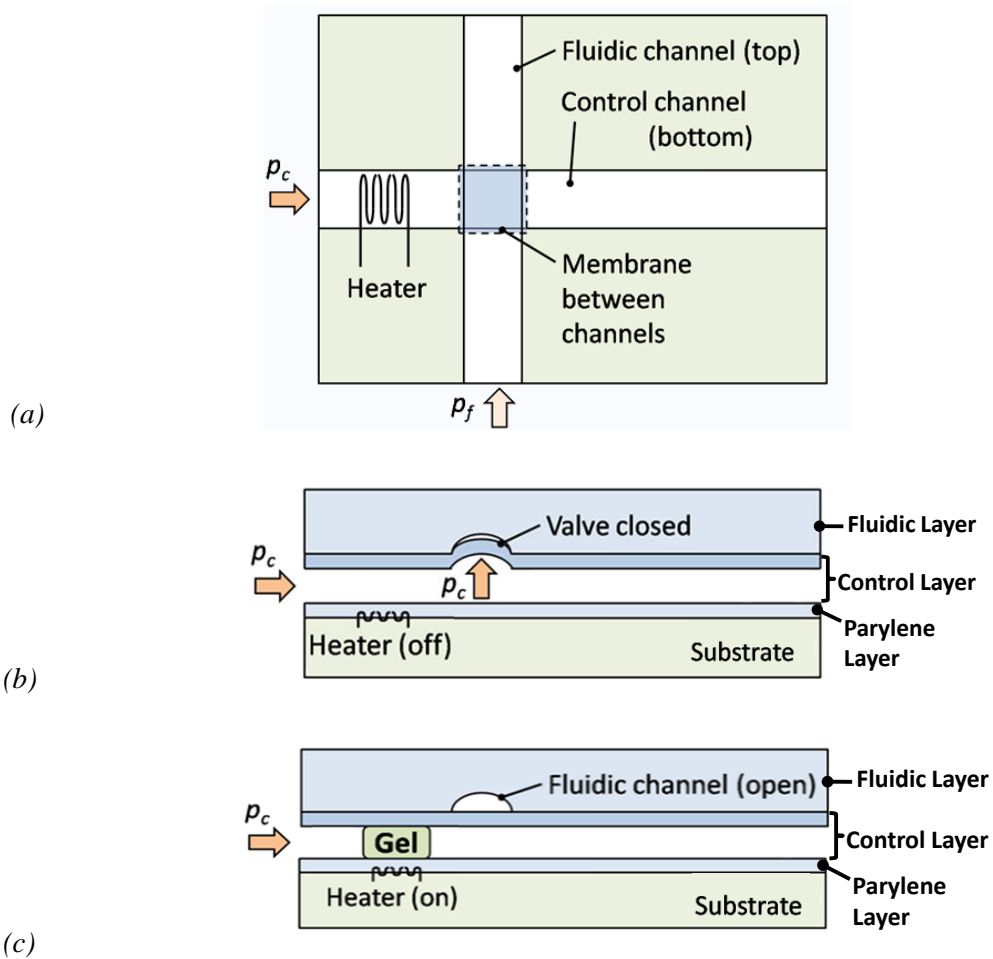 Fluidic channel (top)
Control channel
(bottom)
p_c
Heater
Membrane
between
channels
p_f
(a)
Valve closed
Fluidic Layer
p_c
p_c
Control Layer
Heater (off)
Substrate
Parylene
Layer
(b)
Fluidic channel (open)
Fluidic Layer
p_c
Gel
Control Layer
Heater (on)
Substrate
Parylene
Layer
(c)